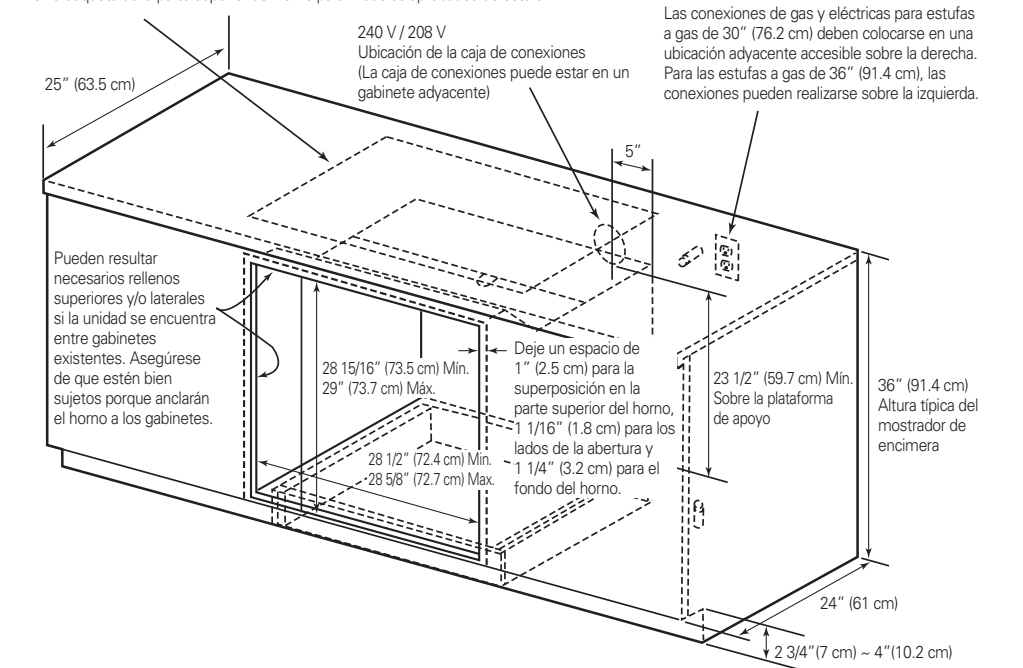 240 V / 208 V
Ubicación de la caja de conexiones
(La caja de conexiones puede estar en un
gabinete adyacente)
Las conexiones de gas y eléctricas para estufas
a gas de 30” (76.2 cm) deben colocarse en una
ubicación adyacente accesible sobre la derecha.
Para las estufas a gas de 36” (91.4 cm), las
conexiones pueden realizarse sobre la izquierda.
25” (63.5 cm)
5”
Pueden resultar
necesarios rellenos
superiores y/o laterales
si la unidad se encuentra
entre gabinetes
existentes. Asegúrese
de que estén bien
sujetos porque anclarán
el horno a los gabinetes.
28 15/16” (73.5 cm) Mín.
29” (73.7 cm) Máx.
28 1/2” (72.4 cm) Min.
28 5/8” (72.7 cm) Max.
Deje un espacio de
1” (2.5 cm) para la
superposición en la
parte superior del horno,
1 1/16” (1.8 cm) para los
lados de la abertura y
1 1/4” (3.2 cm) para el
fondo del horno.
23 1/2” (59.7 cm) Mín.
Sobre la plataforma
de apoyo
36” (91.4 cm)
Altura típica del
mostrador de
encimera
24” (61 cm)
2 3/4”(7 cm) ~ 4”(10.2 cm)